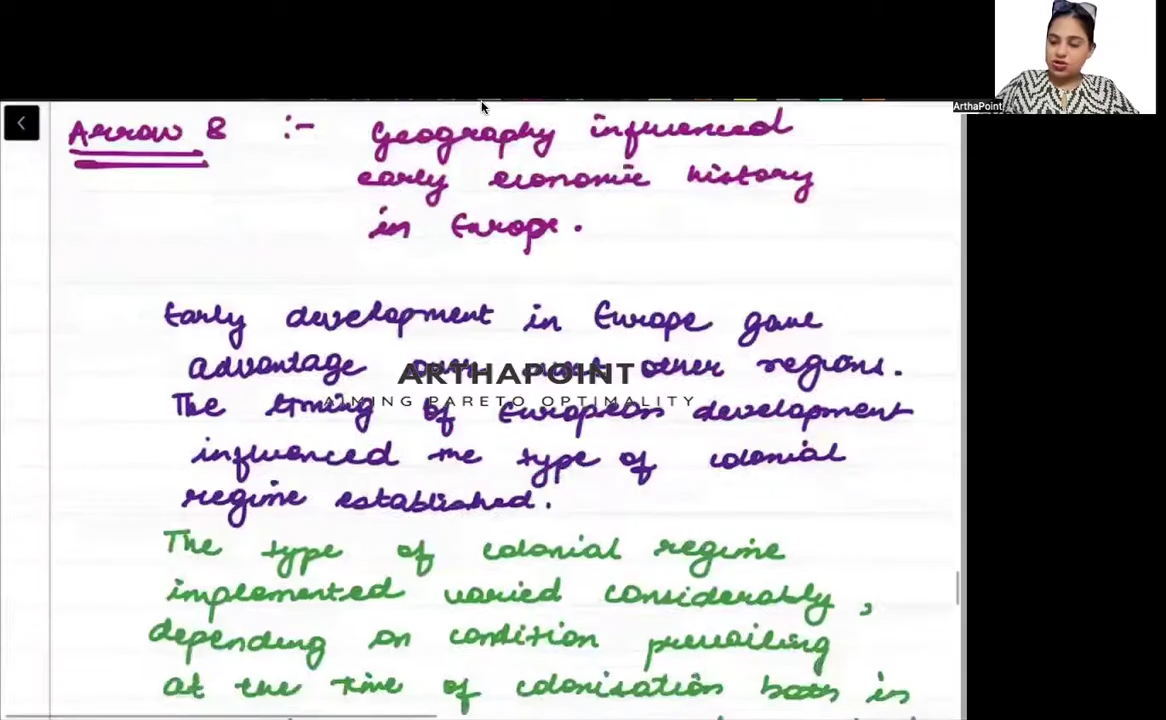 ArthaPoint
Arrow 8 :- Geography influenced
early economic history
in Europe.
Early development in Europe gave
advantage over other regions.
ARTHAPOINT
AIMING PARETO OPTIMALITY
The timing of European development
influenced the type of colonial
regime established.
The type of colonial regime
implemented varied considerably,
depending on condition prevailing
at the time of colonisation both in